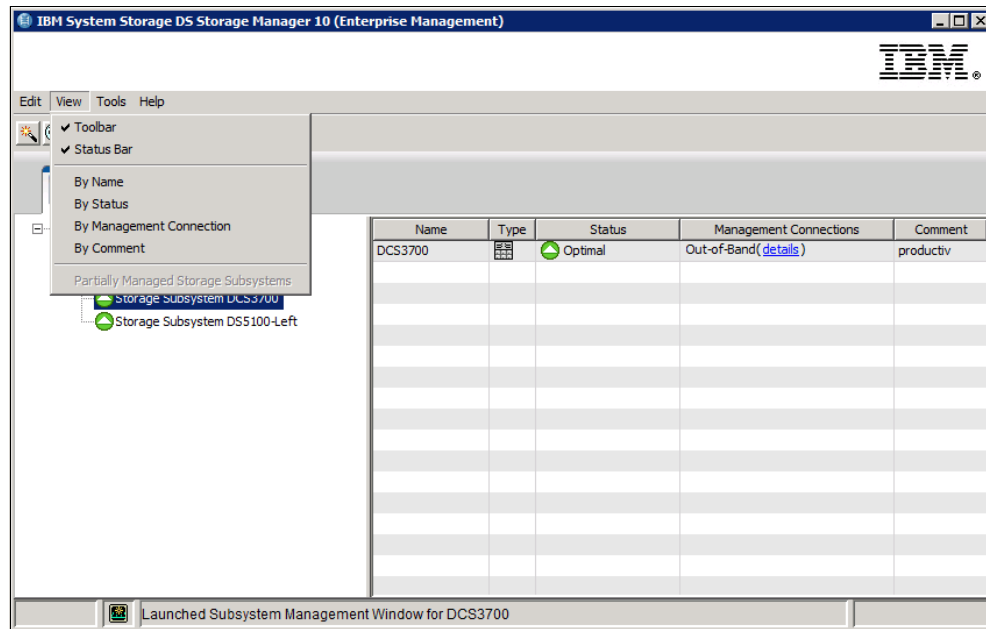 IBM System Storage DS Storage Manager 10 (Enterprise Management)
IBM®
Edit View Tools Help
Toolbar
Status Bar
By Name
By Status
By Management Connection
By Comment
Partially Managed Storage Subsystems
Name Type Status Management Connections Comment
DCS3700 Optimal Out-of-Band(details) productiv
Storage Subsystem DCS3700
Storage Subsystem DS5100-Left
Launched Subsystem Management Window for DCS3700